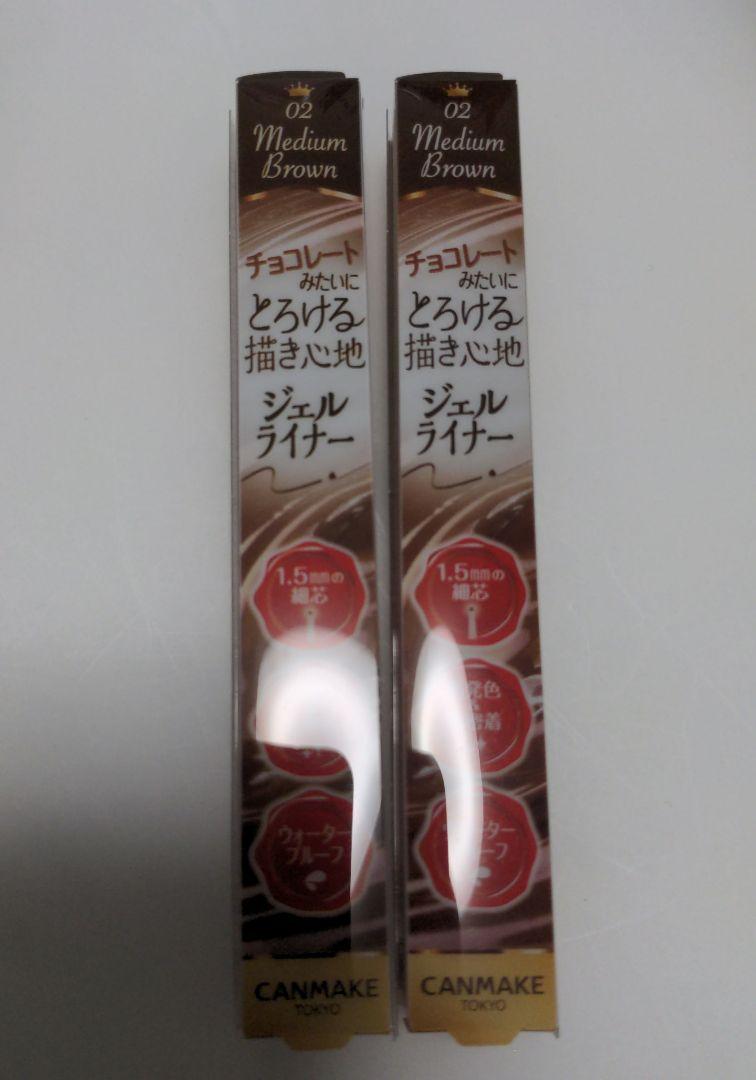 02
Medium
Brown
チョコレート
みたいに
とろける
描き心地
ジェル
ライナー
1.5mmの
細芯
ウォーター
プルーフ
CANMAKE
TOKYO
02
Medium
Brown
チョコレート
みたいに
とろける
描き心地
ジェル
ライナー
1.5mmの
細芯
発色
密着
ター
ーフ
CANMAKE
TOKYO